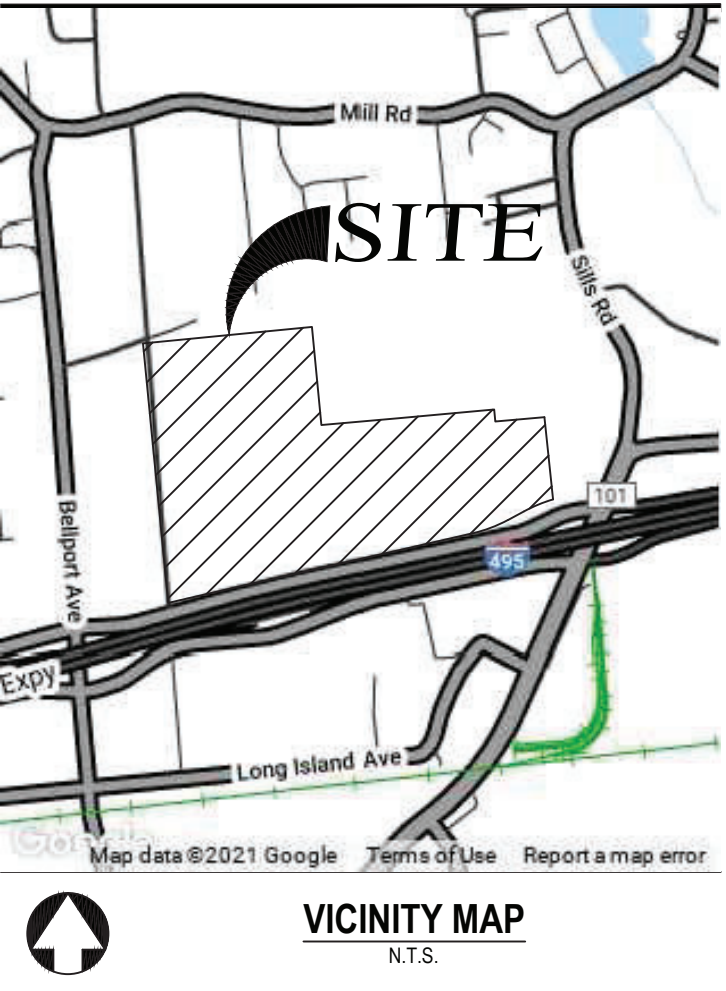 Mill Rd
SITE
Sills Rd
101
Bellport Ave
495
Expy
Long Island Ave
Google
Map data ©2021 Google Terms of Use Report a map error
VICINITY MAP
N.T.S.